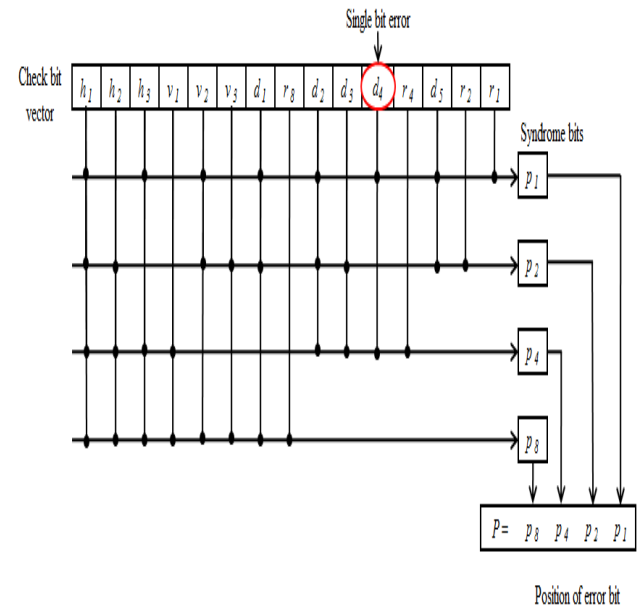 Single bit error
Check bit vector
h1 h2 h3 v1 v2 v3 d1 r8 d2 d3 d4 r4 d5 r2 r1
Syndrome bits
p1
p2
p4
p8
P= p8 p4 p2 p1
Position of error bit